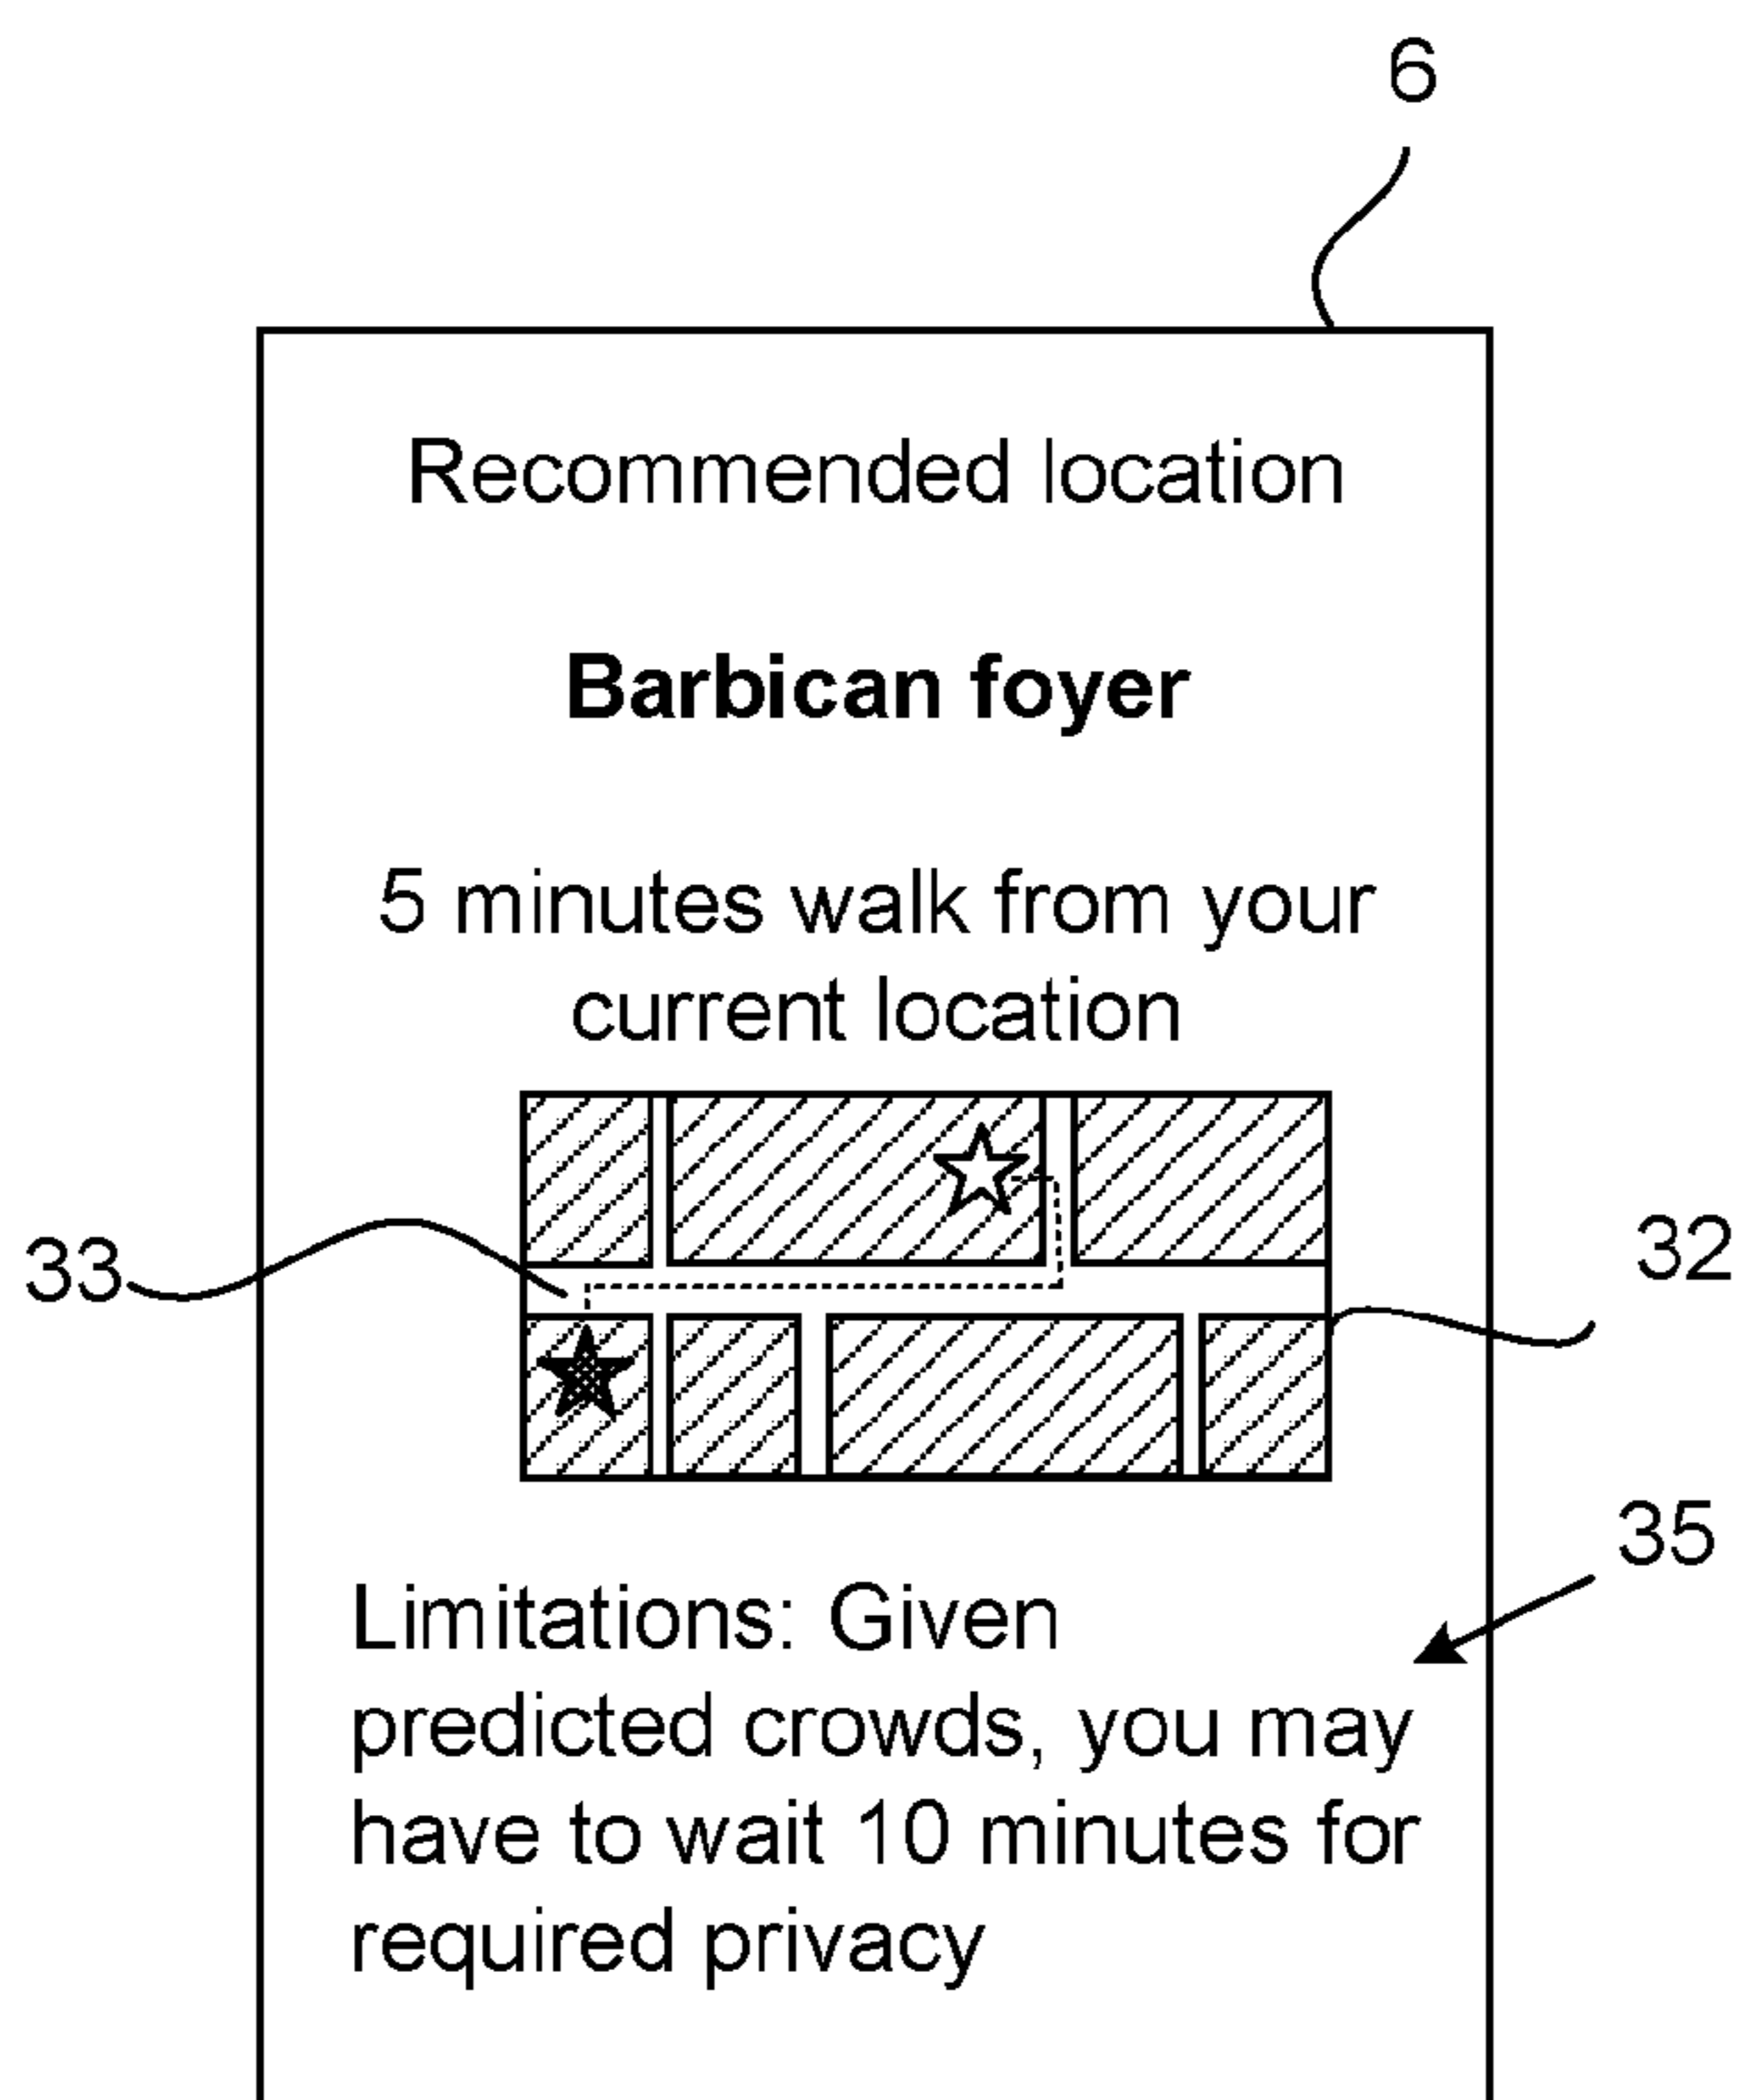 6
Recommended location
Barbican foyer
5 minutes walk from your
current location
33
32
35
Limitations: Given
predicted crowds, you may
have to wait 10 minutes for
required privacy